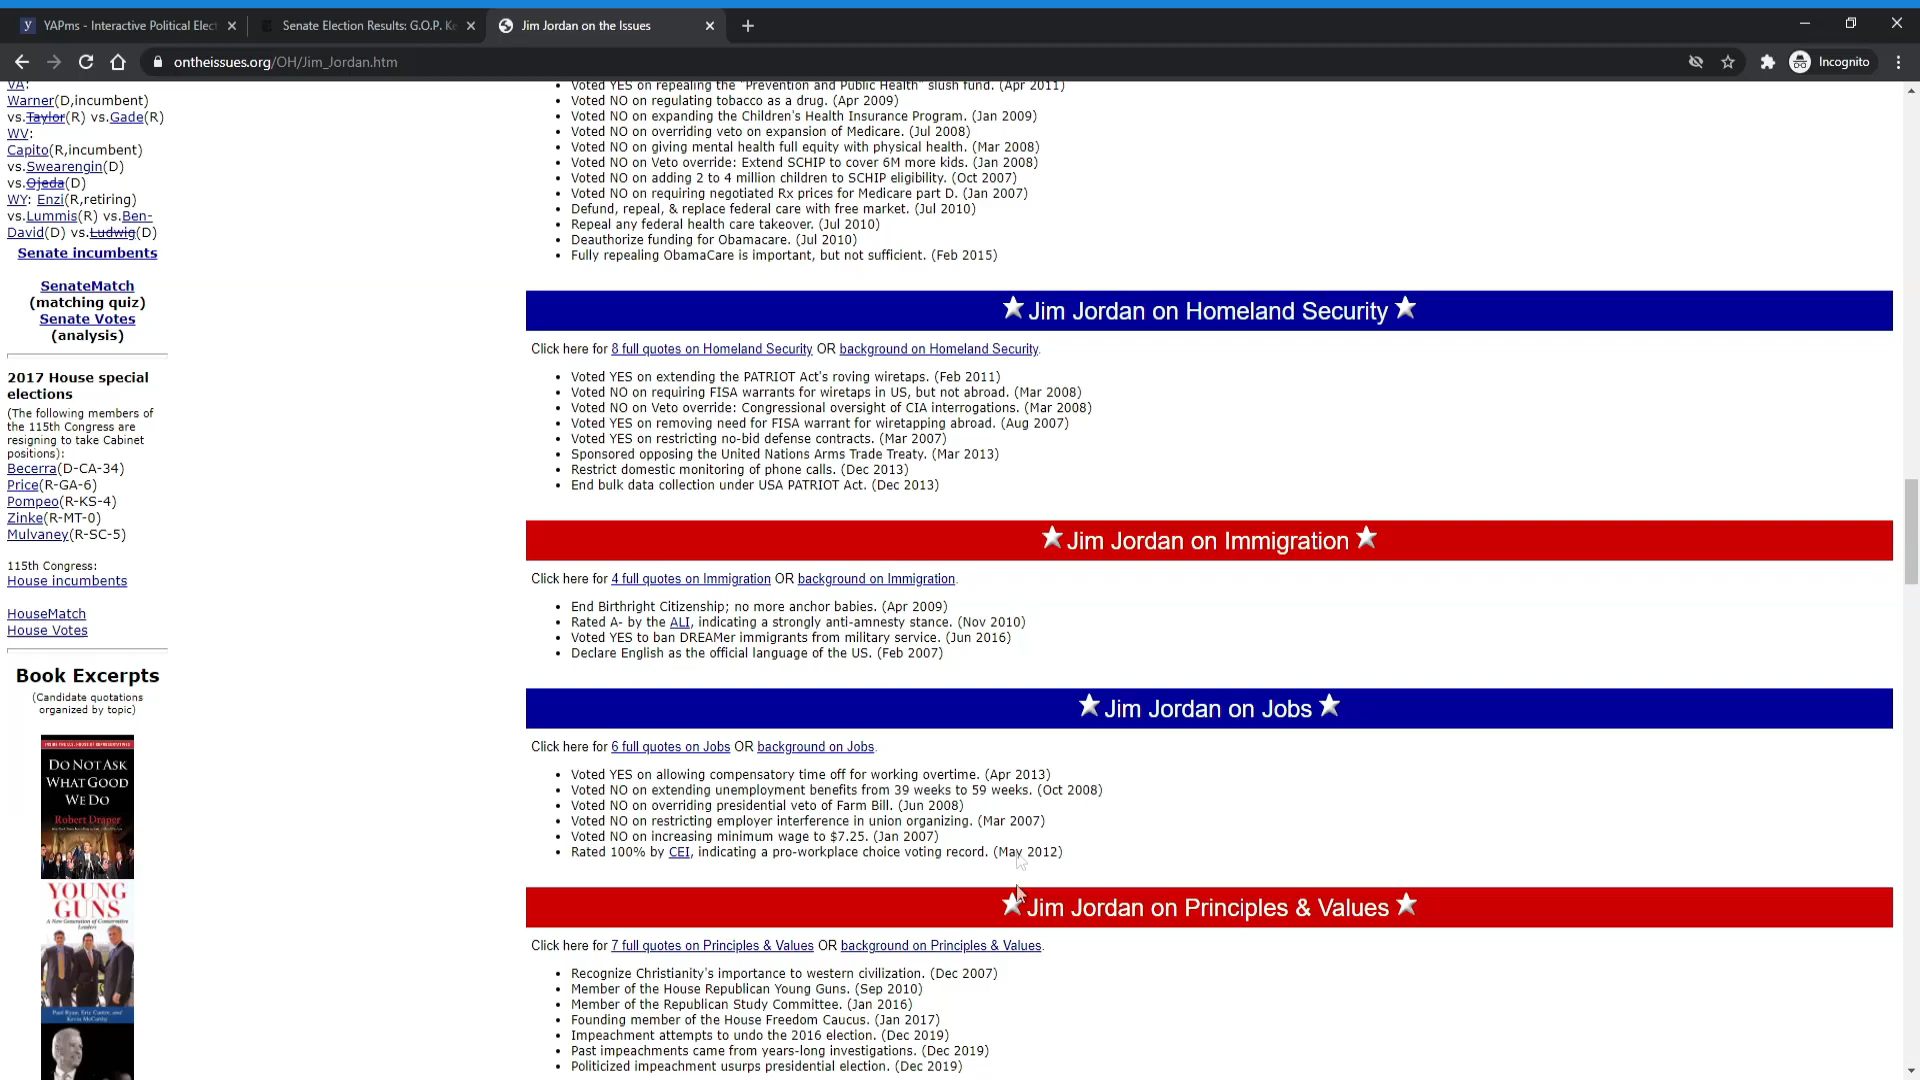 YAPms - Interactive Political Elect
Senate Election Results: G.O.P. Ke
Jim Jordan on the Issues
ontheissues.org/OH/Jim_Jordan.htm
Incognito
VA:
Warner(D,incumbent)
vs.Taylor(R) vs.Gade(R)
WV:
Capito(R,incumbent)
vs.Swearengin(D)
vs.Ojeda(D)
WY: Enzi(R,retiring)
vs.Lummis(R) vs.Ben-
David(D) vs.Ludwig(D)
Senate incumbents
SenateMatch
(matching quiz)
Senate Votes
(analysis)
2017 House special
elections
(The following members of
the 115th Congress are
resigning to take Cabinet
positions):
Becerra(D-CA-34)
Price(R-GA-6)
Pompeo(R-KS-4)
Zinke(R-MT-0)
Mulvaney(R-SC-5)
115th Congress:
House incumbents
HouseMatch
House Votes
Book Excerpts
(Candidate quotations
organized by topic)
DO NOT ASK
WHAT GOOD
WE DO
Robert Draper
YOUNG
GUNS
A New Generation of Conservative
Leaders
Paul Ryan, Eric Cantor, and
Kevin McCarthy
Voted YES on repealing the "Prevention and Public Health" slush fund. (Apr 2011)
Voted NO on regulating tobacco as a drug. (Apr 2009)
Voted NO on expanding the Children's Health Insurance Program. (Jan 2009)
Voted NO on overriding veto on expansion of Medicare. (Jul 2008)
Voted NO on giving mental health full equity with physical health. (Mar 2008)
Voted NO on Veto override: Extend SCHIP to cover 6M more kids. (Jan 2008)
Voted NO on adding 2 to 4 million children to SCHIP eligibility. (Oct 2007)
Voted NO on requiring negotiated Rx prices for Medicare part D. (Jan 2007)
Defund, repeal, & replace federal care with free market. (Jul 2010)
Repeal any federal health care takeover. (Jul 2010)
Deauthorize funding for Obamacare. (Jul 2010)
Fully repealing ObamaCare is important, but not sufficient. (Feb 2015)
Jim Jordan on Homeland Security
Click here for 8 full quotes on Homeland Security OR background on Homeland Security.
Voted YES on extending the PATRIOT Act's roving wiretaps. (Feb 2011)
Voted NO on requiring FISA warrants for wiretaps in US, but not abroad. (Mar 2008)
Voted NO on Veto override: Congressional oversight of CIA interrogations. (Mar 2008)
Voted YES on removing need for FISA warrant for wiretapping abroad. (Aug 2007)
Voted YES on restricting no-bid defense contracts. (Mar 2007)
Sponsored opposing the United Nations Arms Trade Treaty. (Mar 2013)
Restrict domestic monitoring of phone calls. (Dec 2013)
End bulk data collection under USA PATRIOT Act. (Dec 2013)
Jim Jordan on Immigration
Click here for 4 full quotes on Immigration OR background on Immigration.
End Birthright Citizenship; no more anchor babies. (Apr 2009)
Rated A- by the ALI, indicating a strongly anti-amnesty stance. (Nov 2010)
Voted YES to ban DREAMer immigrants from military service. (Jun 2016)
Declare English as the official language of the US. (Feb 2007)
Jim Jordan on Jobs
Click here for 6 full quotes on Jobs OR background on Jobs.
Voted YES on allowing compensatory time off for working overtime. (Apr 2013)
Voted NO on extending unemployment benefits from 39 weeks to 59 weeks. (Oct 2008)
Voted NO on overriding presidential veto of Farm Bill. (Jun 2008)
Voted NO on restricting employer interference in union organizing. (Mar 2007)
Voted NO on increasing minimum wage to $7.25. (Jan 2007)
Rated 100% by CEI, indicating a pro-workplace choice voting record. (May 2012)
Jim Jordan on Principles & Values
Click here for 7 full quotes on Principles & Values OR background on Principles & Values.
Recognize Christianity's importance to western civilization. (Dec 2007)
Member of the House Republican Young Guns. (Sep 2010)
Member of the Republican Study Committee. (Jan 2016)
Founding member of the House Freedom Caucus. (Jan 2017)
Impeachment attempts to undo the 2016 election. (Dec 2019)
Past impeachments came from years-long investigations. (Dec 2019)
Politicized impeachment usurps presidential election. (Dec 2019)